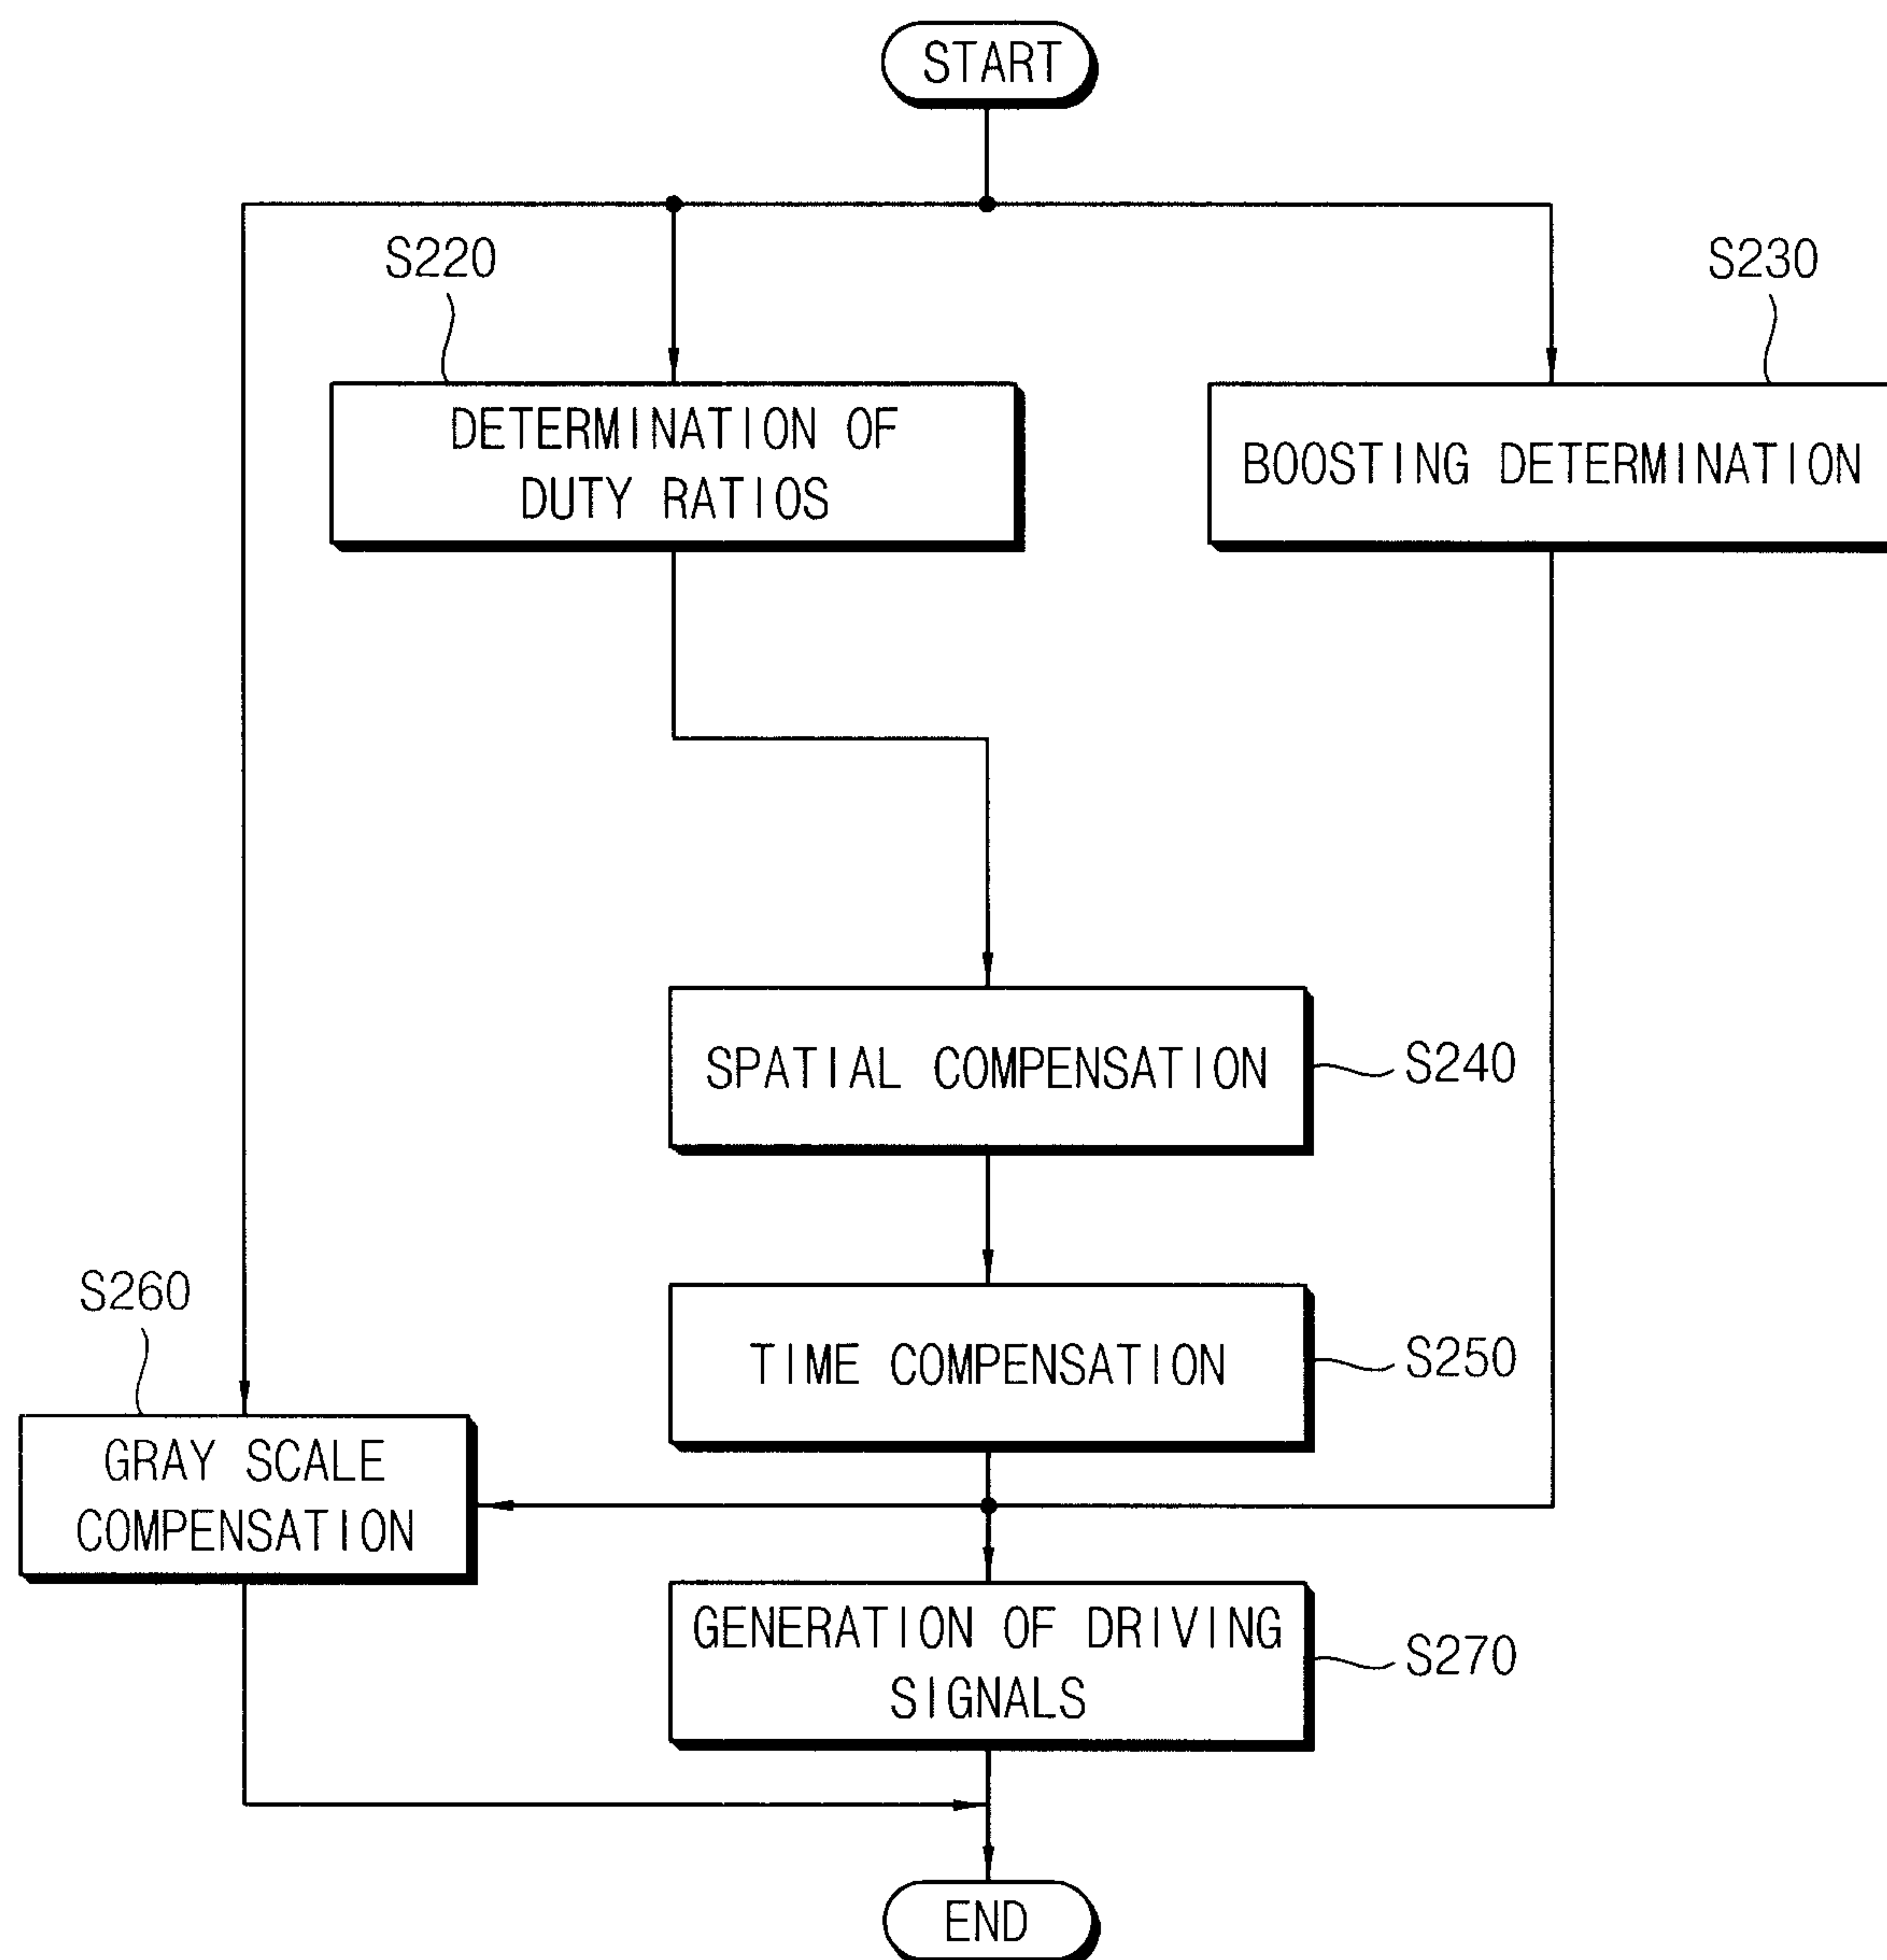 START
S220
S230
DETERMINATION OF
DUTY RATIOS
BOOSTING DETERMINATION
SPATIAL COMPENSATION
S240
S260
TIME COMPENSATION
S250
GRAY SCALE
COMPENSATION
GENERATION OF DRIVING
SIGNALS
S270
END